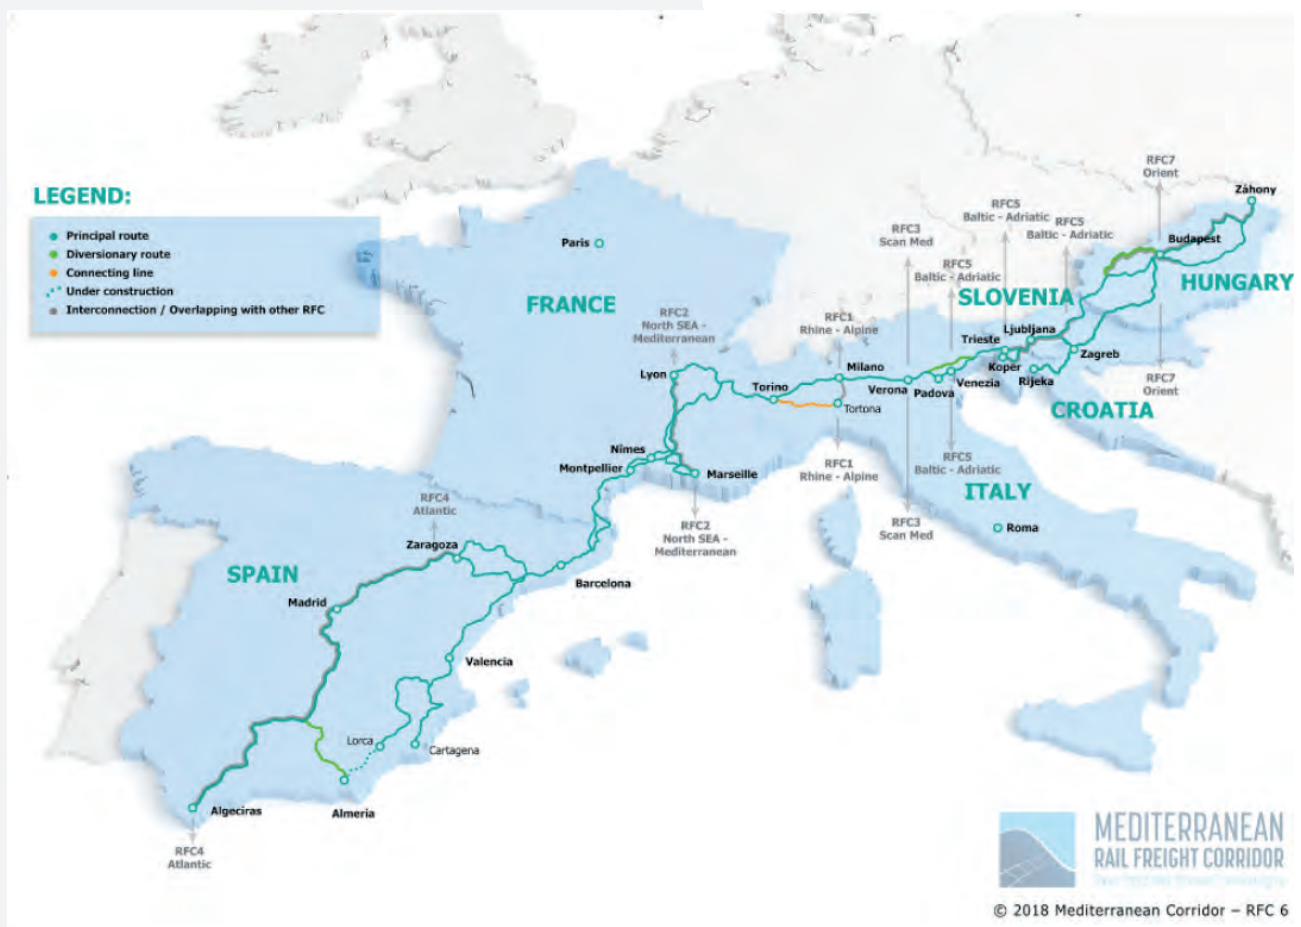 LEGEND:
Principal route
Diversionary route
Connecting line
Under construction
Interconnection / Overlapping with other RFC
RFC7
Orient
Záhony
RFC5
Baltic - Adriatic
RFC5
Baltic - Adriatic
RFC3
Scan Med
RFC5
Baltic - Adriatic
Budapest
HUNGARY
SLOVENIA
Paris
FRANCE
RFC2
North SEA -
Mediterranean
RFC1
Rhine - Alpine
Ljubljana
Trieste
Koper
Zagreb
Rijeka
Lyon
Torino
Milano
Verona
Padova
Venezia
RFC7
Orient
Tortona
CROATIA
Nîmes
Montpellier
Marseille
RFC1
Rhine - Alpine
RFC5
Baltic - Adriatic
ITALY
RFC4
Atlantic
RFC2
North SEA -
Mediterranean
RFC3
Scan Med
Roma
Zaragoza
SPAIN
Barcelona
Madrid
Valencia
Lorca
Cartagena
Algeciras
Almería
RFC4
Atlantic
MEDITERRANEAN
RAIL FREIGHT CORRIDOR
© 2018 Mediterranean Corridor – RFC 6